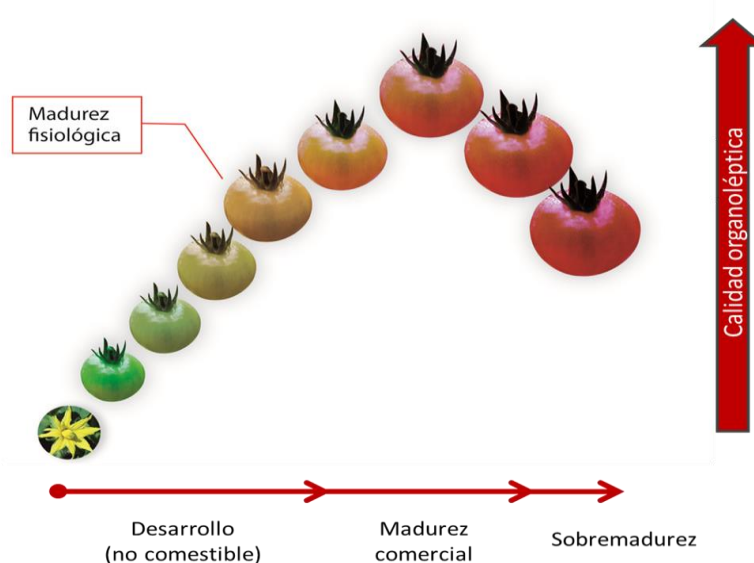 Madurez
fisiológica
Calidad organoléptica
Desarrollo
(no comestible)
Madurez
comercial
Sobremadurez